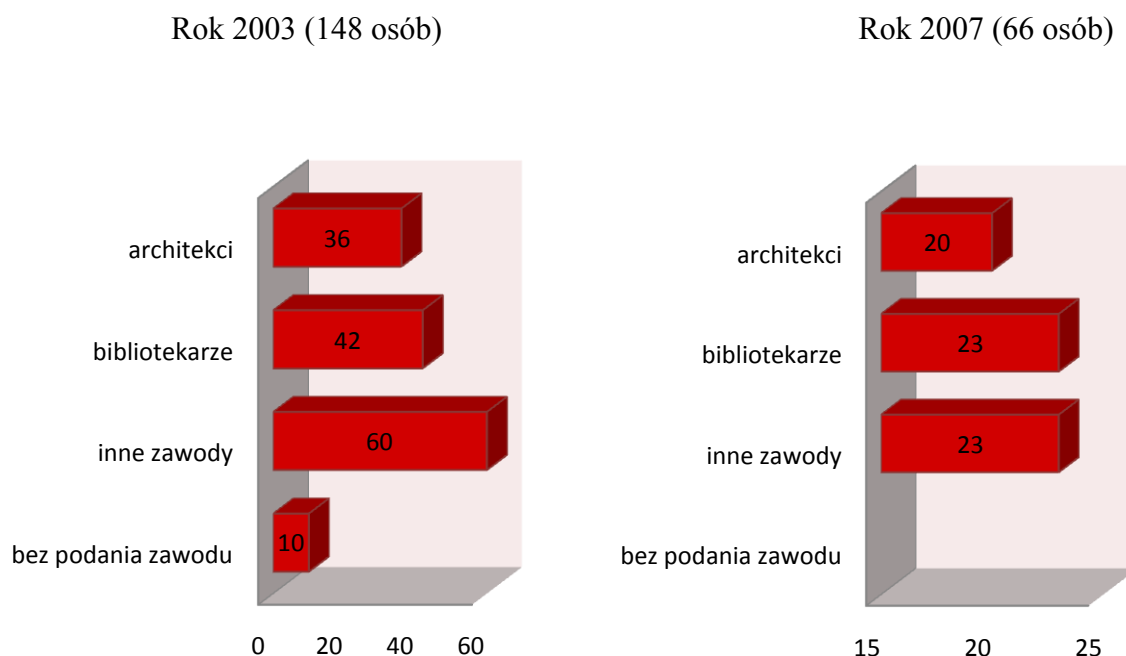 Rok 2003 (148 osób)
architekci
36
bibliotekarze
42
inne zawody
60
bez podania zawodu
10
0 20 40 60
Rok 2007 (66 osób)
architekci
20
bibliotekarze
23
inne zawody
23
bez podania zawodu
15 20 25